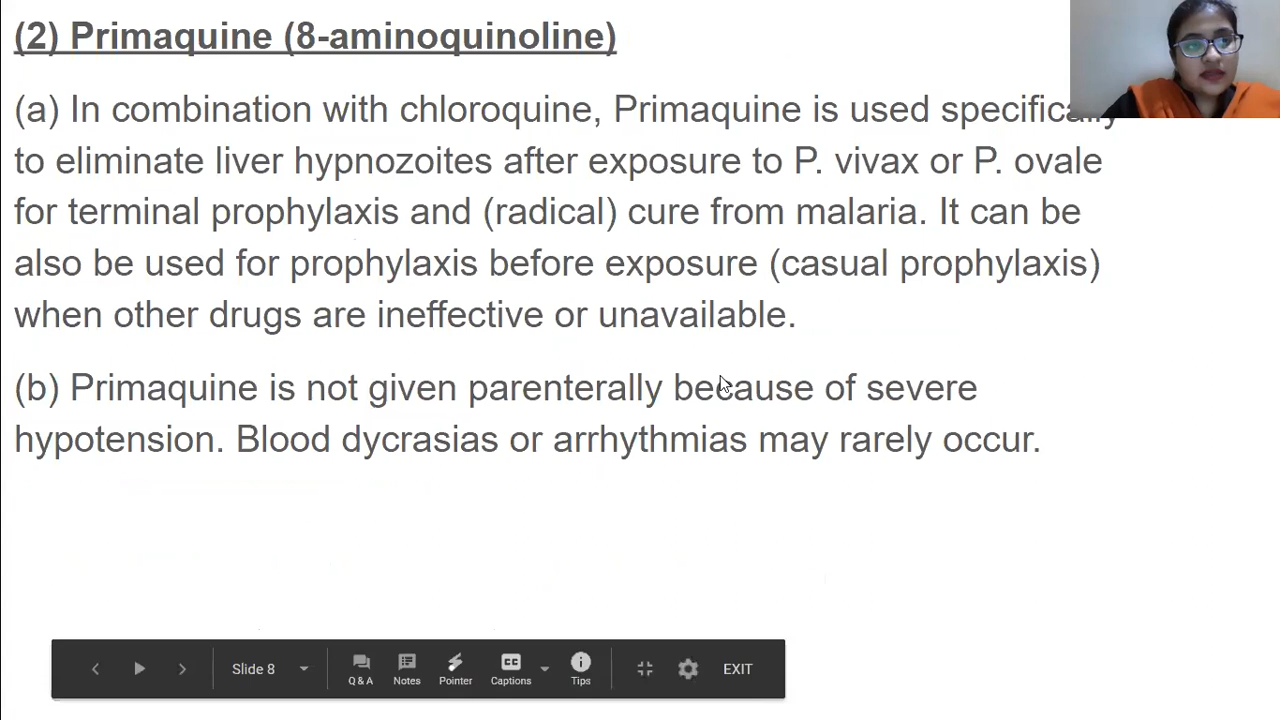 (2) Primaquine (8-aminoquinoline)
(a) In combination with chloroquine, Primaquine is used specifically
to eliminate liver hypnozoites after exposure to P. vivax or P. ovale
for terminal prophylaxis and (radical) cure from malaria. It can be
also be used for prophylaxis before exposure (casual prophylaxis)
when other drugs are ineffective or unavailable.
(b) Primaquine is not given parenterally because of severe
hypotension. Blood dycrasias or arrhythmias may rarely occur.
Slide 8
Q & A
Notes
Pointer
CC
Captions
Tips
EXIT